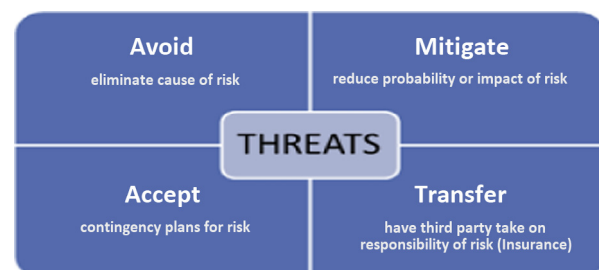 Avoid
eliminate cause of risk
Mitigate
reduce probability or impact of risk
THREATS
Accept
contingency plans for risk
Transfer
have third party take on
responsibility of risk (Insurance)